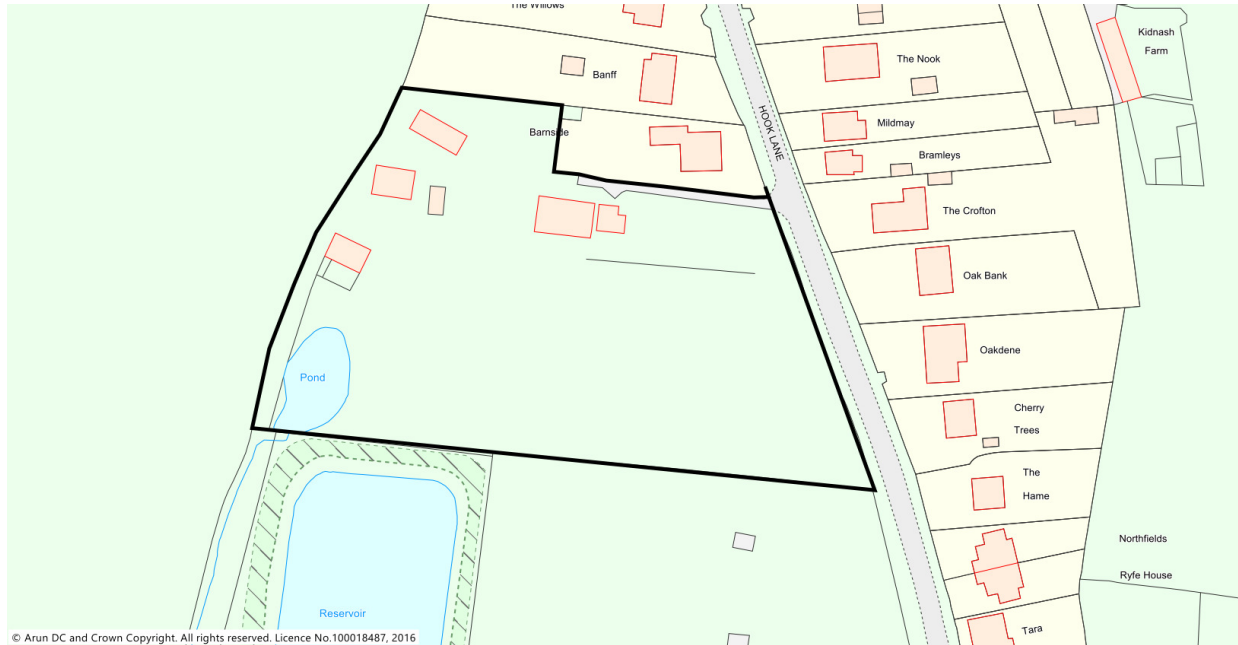 The Willows
Kidnash
Farm
The Nook
Banff
Mildmay
HOOK LANE
Barnside
Bramleys
The Crofton
Oak Bank
Oakdene
Pond
Cherry
Trees
The
Hame
Northfields
Ryfe House
Reservoir
Tara
© Arun DC and Crown Copyright. All rights reserved. Licence No.100018487, 2016